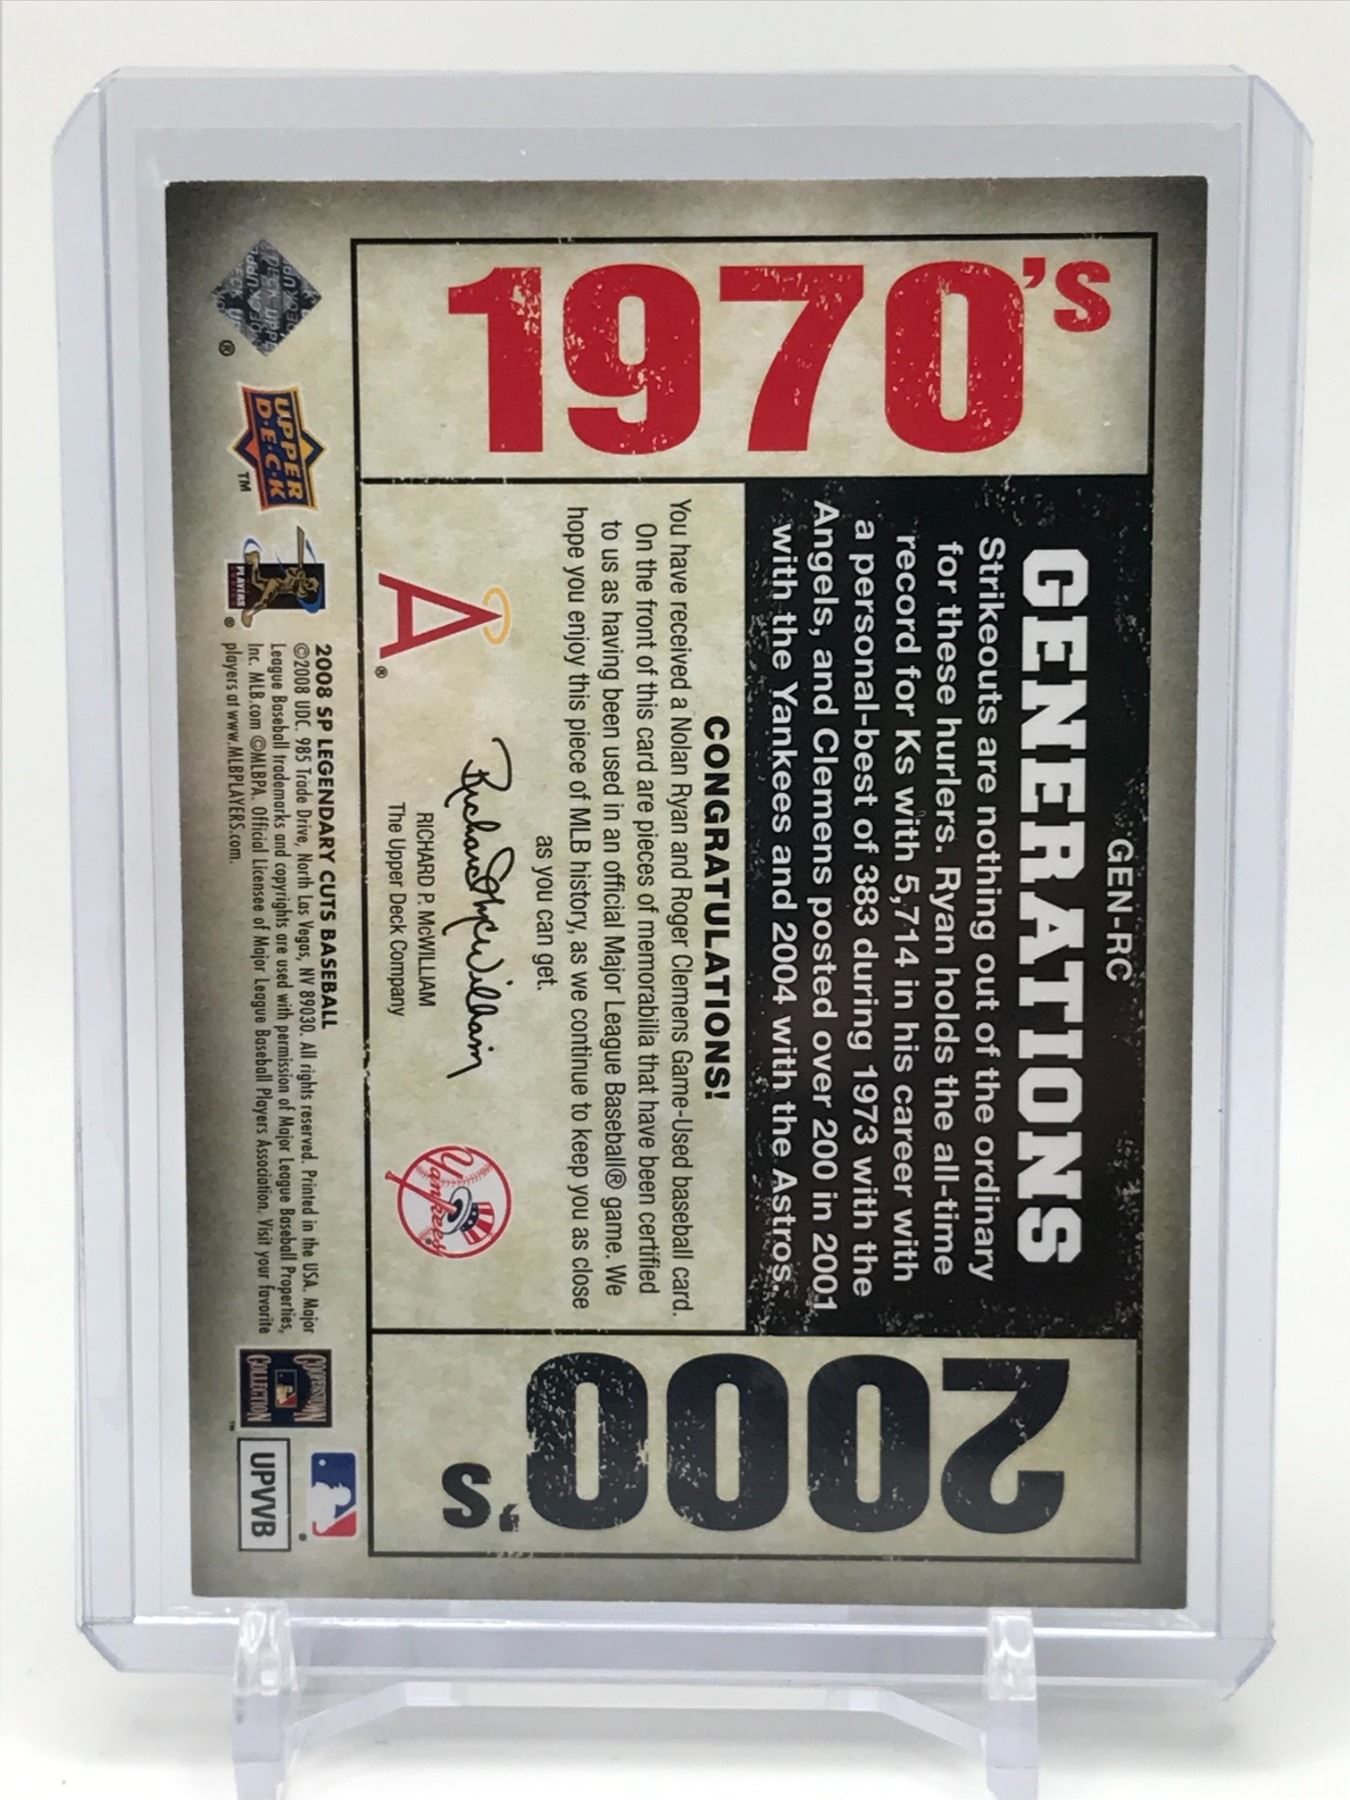 GEN-RC
1970's
GENERATIONS
Strikeouts are nothing out of the ordinary
for these hurlers. Ryan holds the all-time
record for Ks with 5,714 in his career with
a personal-best of 383 during 1973 with the
Angels, and Clemens posted over 200 in 2001
with the Yankees and 2004 with the Astros.
CONGRATULATIONS!
You have received a Nolan Ryan and Roger Clemens Game-Used baseball card.
On the front of this card are pieces of memorabilia that have been certified
to us as having been used in an official Major League Baseball® game. We
hope you enjoy this piece of MLB history, as we continue to keep you as close
as you can get.
A®
Richard P. McWilliam
RICHARD P. McWILLIAM
The Upper Deck Company
Yankees
2000's
®
UPPER
D·E·C·K
TM
PLAYERS
CHOICE
®
2008 SP LEGENDARY CUTS BASEBALL
©2008 UDC. 985 Trade Drive, North Las Vegas, NV 89030. All rights reserved. Printed in the USA. Major
League Baseball trademarks and copyrights are used with permission of Major League Baseball Properties,
Inc. MLB.com ©MLBPA. Official Licensee of Major League Baseball Players Association. Visit your favorite
players at www.MLBPLAYERS.com.
COOPERSTOWN
COLLECTION
™
®
UPVVB